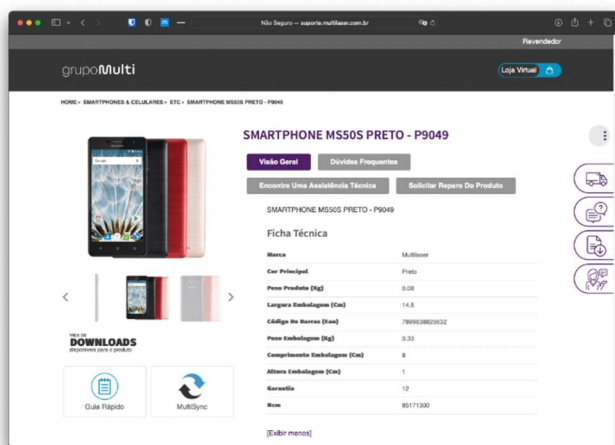 Não Seguro — suporte.multilaser.com.br
Revendedor
grupoMulti
Loja Virtual
HOME » SMARTPHONES & CELULARES » ETC » SMARTPHONE MS50S PRETO - P9049
SMARTPHONE MS50S PRETO - P9049
Visão Geral
Dúvidas Frequentes
Encontre Uma Assistência Técnica
Solicitar Reparo Do Produto
SMARTPHONE MS50S PRETO - P9049
Ficha Técnica
Marca Multilaser
Cor Principal Preto
Peso Produto (Kg) 0.08
Largura Embalagem (Cm) 14.5
Código De Barras (Ean) 7899838825632
Peso Embalagem (Kg) 0.33
Comprimento Embalagem (Cm) 8
Altura Embalagem (Cm) 1
Garantia 12
Ncm 85171300
[Exibir menos]
VEJA OS
DOWNLOADS
disponíveis para o produto
Guia Rápido
MultiSync